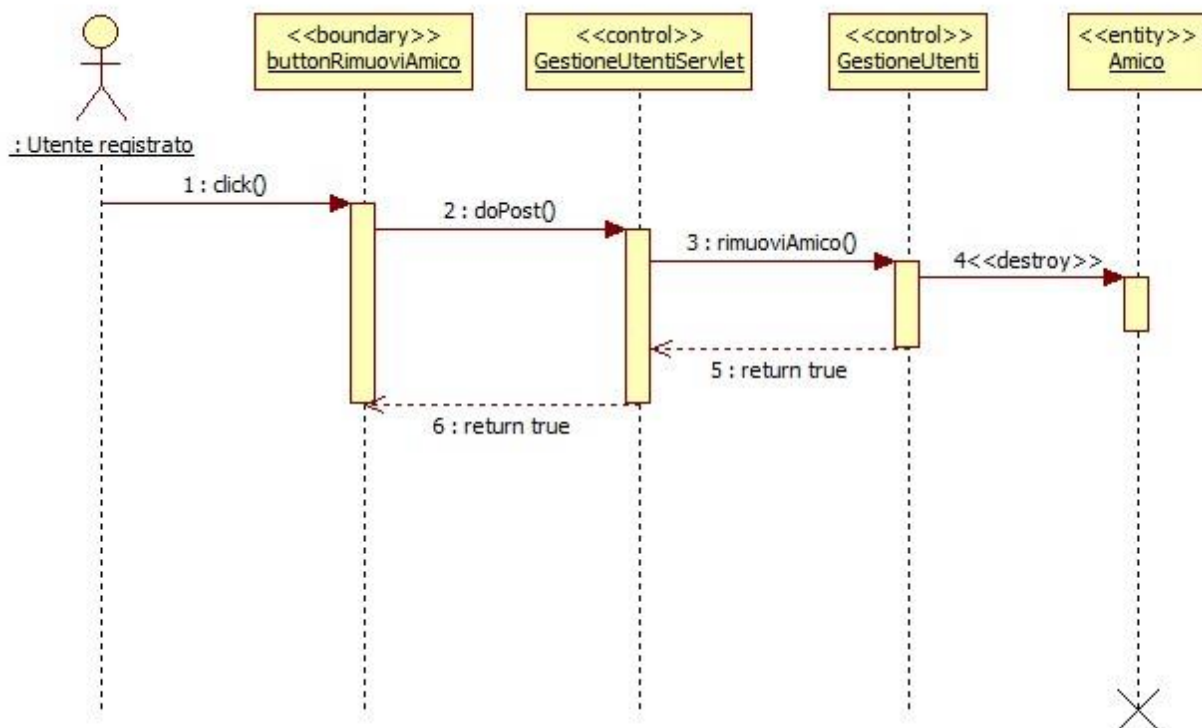 <<boundary>>
buttonRimuoviAmico
<<control>>
GestioneUtentiServlet
<<control>>
GestioneUtenti
<<entity>>
Amico
: Utente registrato
1 : click()
2 : doPost()
3 : rimuoviAmico()
4<<destroy>>
5 : return true
6 : return true